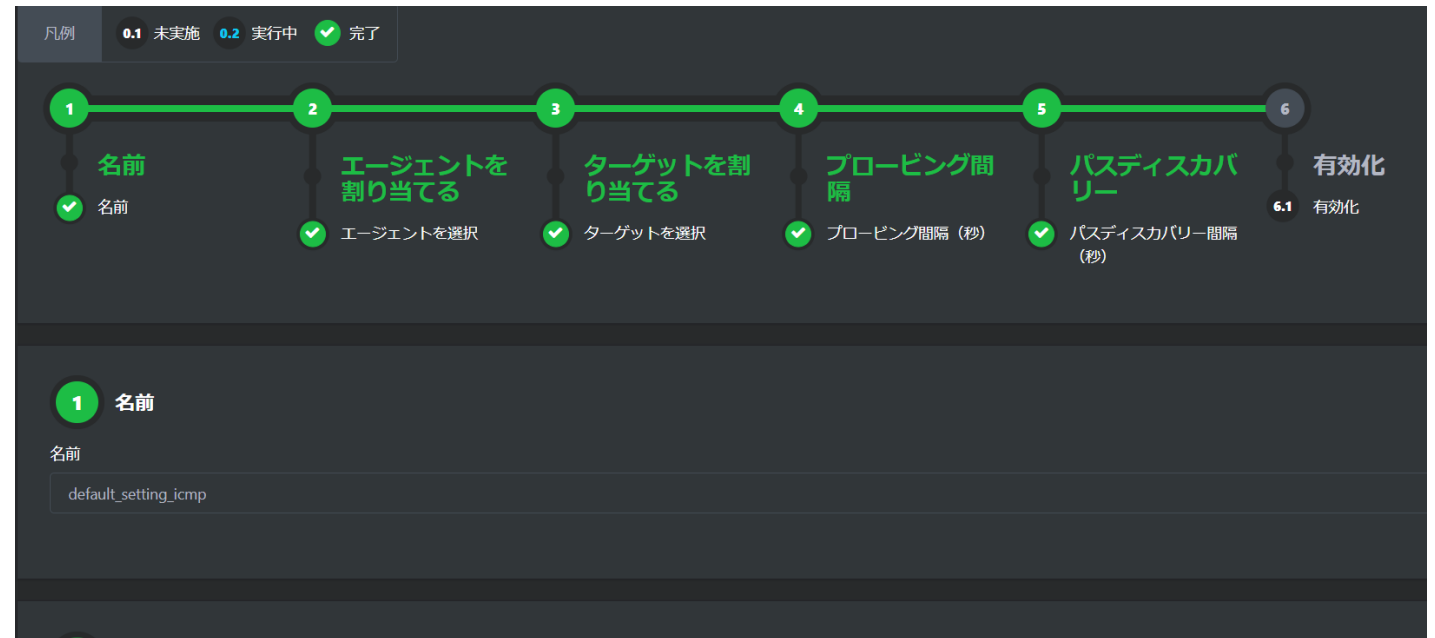 凡例 0.1 未実施 0.2 実行中 完了
1 2 3 4 5 6
名前
エージェントを
割り当てる
ターゲットを割
り当てる
プロービング間
隔
パスディスカバ
リー
有効化
名前
エージェントを選択
ターゲットを選択
プロービング間隔（秒）
パスディスカバリー間隔
（秒）
6.1 有効化
1 名前
名前
default_setting_icmp